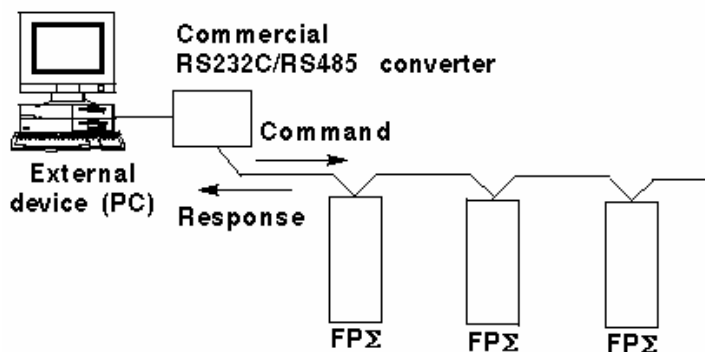 Commercial
RS232C/RS485 converter
Command
External
device (PC)
Response
FPΣ
FPΣ
FPΣ